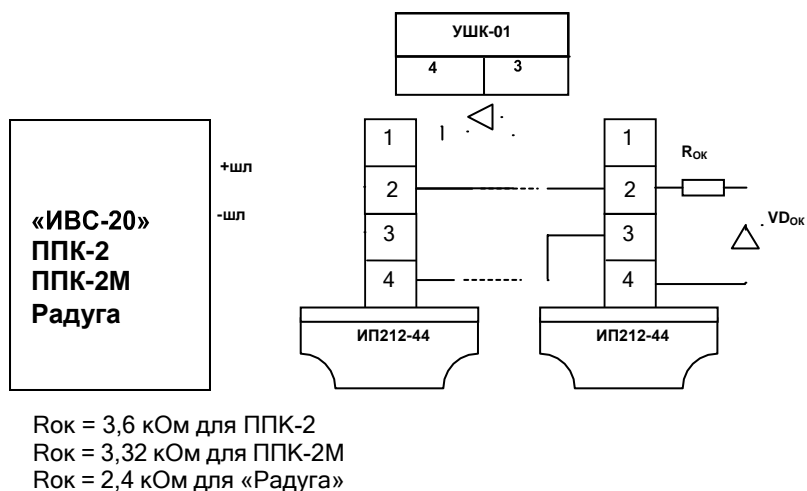 УШК-01
4 3
1
2
3
4
1
2
3
4
+шл
-шл
«ИВС-20»
ППК-2
ППК-2М
Радуга
Rок
VDок
ИП212-44
ИП212-44
Rок = 3,6 кОм для ППК-2
Rок = 3,32 кОм для ППК-2М
Rок = 2,4 кОм для «Радуга»